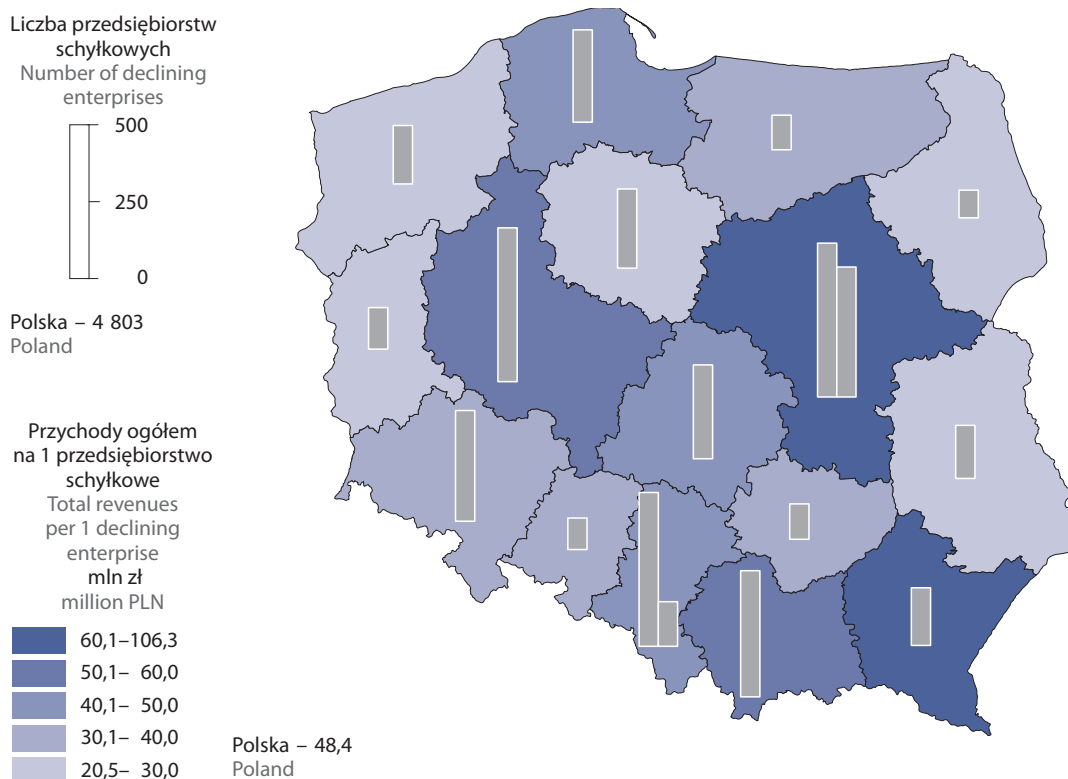 Liczba przedsiębiorstw
schyłkowych
Number of declining
enterprises
500
250
0
Polska – 4 803
Poland
Przychody ogółem
na 1 przedsiębiorstwo
schyłkowe
Total revenues
per 1 declining
enterprise
mln zł
million PLN
60,1–106,3
50,1– 60,0
40,1– 50,0
30,1– 40,0
20,5– 30,0
Polska – 48,4
Poland